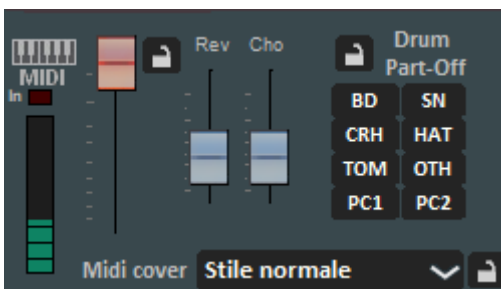 MIDI
In
Rev Cho
Drum
Part-Off
BD SN
CRH HAT
TOM OTH
PC1 PC2
Midi cover Stile normale